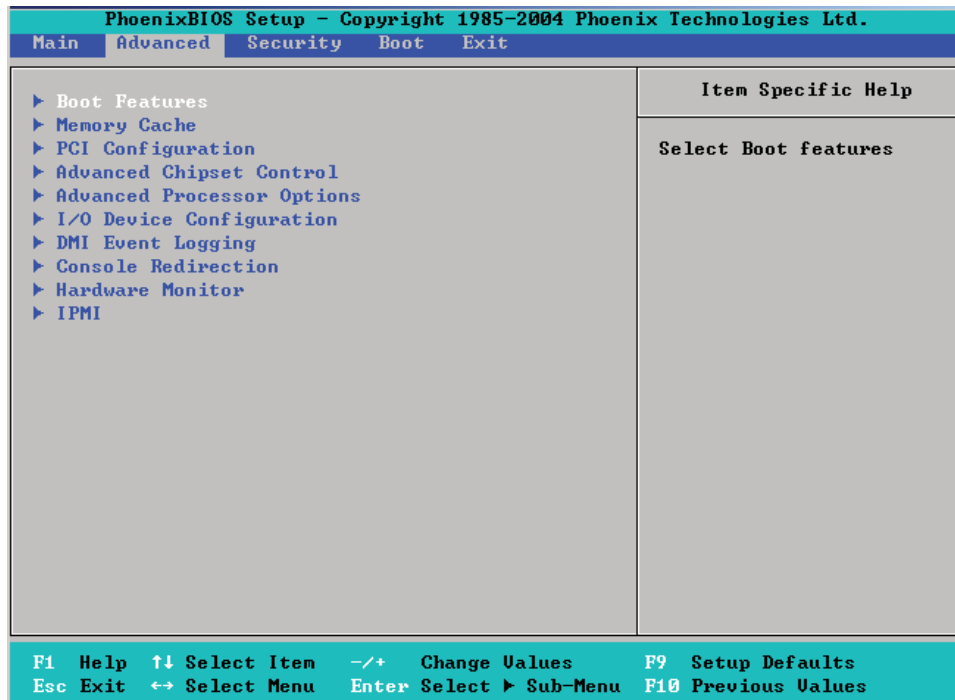 PhoenixBIOS Setup - Copyright 1985-2004 Phoenix Technologies Ltd.
Main Advanced Security Boot Exit
► Boot Features
► Memory Cache
► PCI Configuration
► Advanced Chipset Control
► Advanced Processor Options
► I/O Device Configuration
► DMI Event Logging
► Console Redirection
► Hardware Monitor
► IPMI
Item Specific Help
Select Boot features
F1 Help ↑↓ Select Item -/+ Change Values F9 Setup Defaults
Esc Exit ↔ Select Menu Enter Select ► Sub-Menu F10 Previous Values